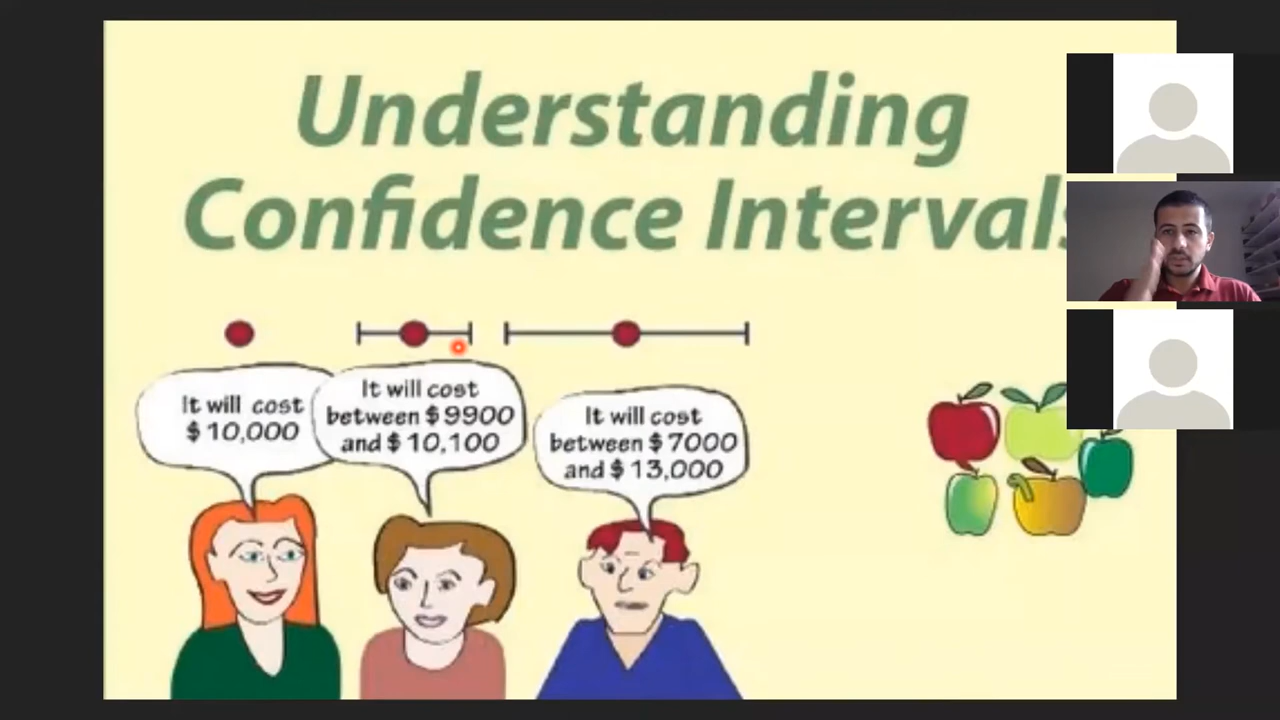 Understanding
Confidence Intervals
It will cost
$10,000
It will cost
between $9900
and $10,100
It will cost
between $7000
and $13,000